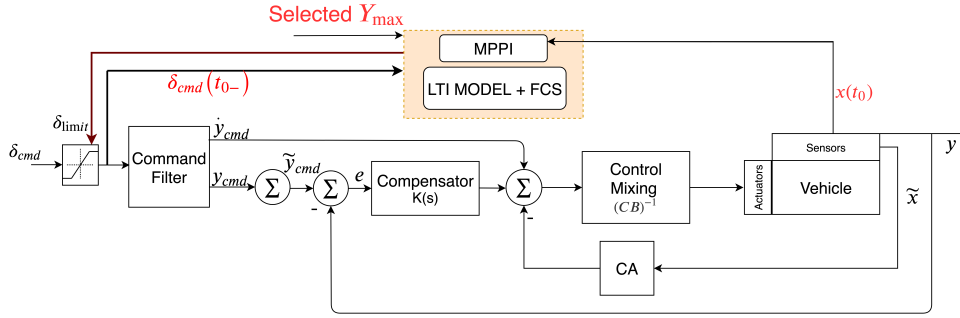 Selected Y_max
MPPI
LTI MODEL + FCS
δ_cmd(t_0−)
x(t_0)
δ_limit
δ_cmd
Command
Filter
ẏ_cmd
y_cmd
Σ
ỹ_cmd
Σ
-
e
Compensator
K(s)
Σ
-
Control
Mixing
(CB)^−1
Actuators
Sensors
Vehicle
y
x̃
CA
-